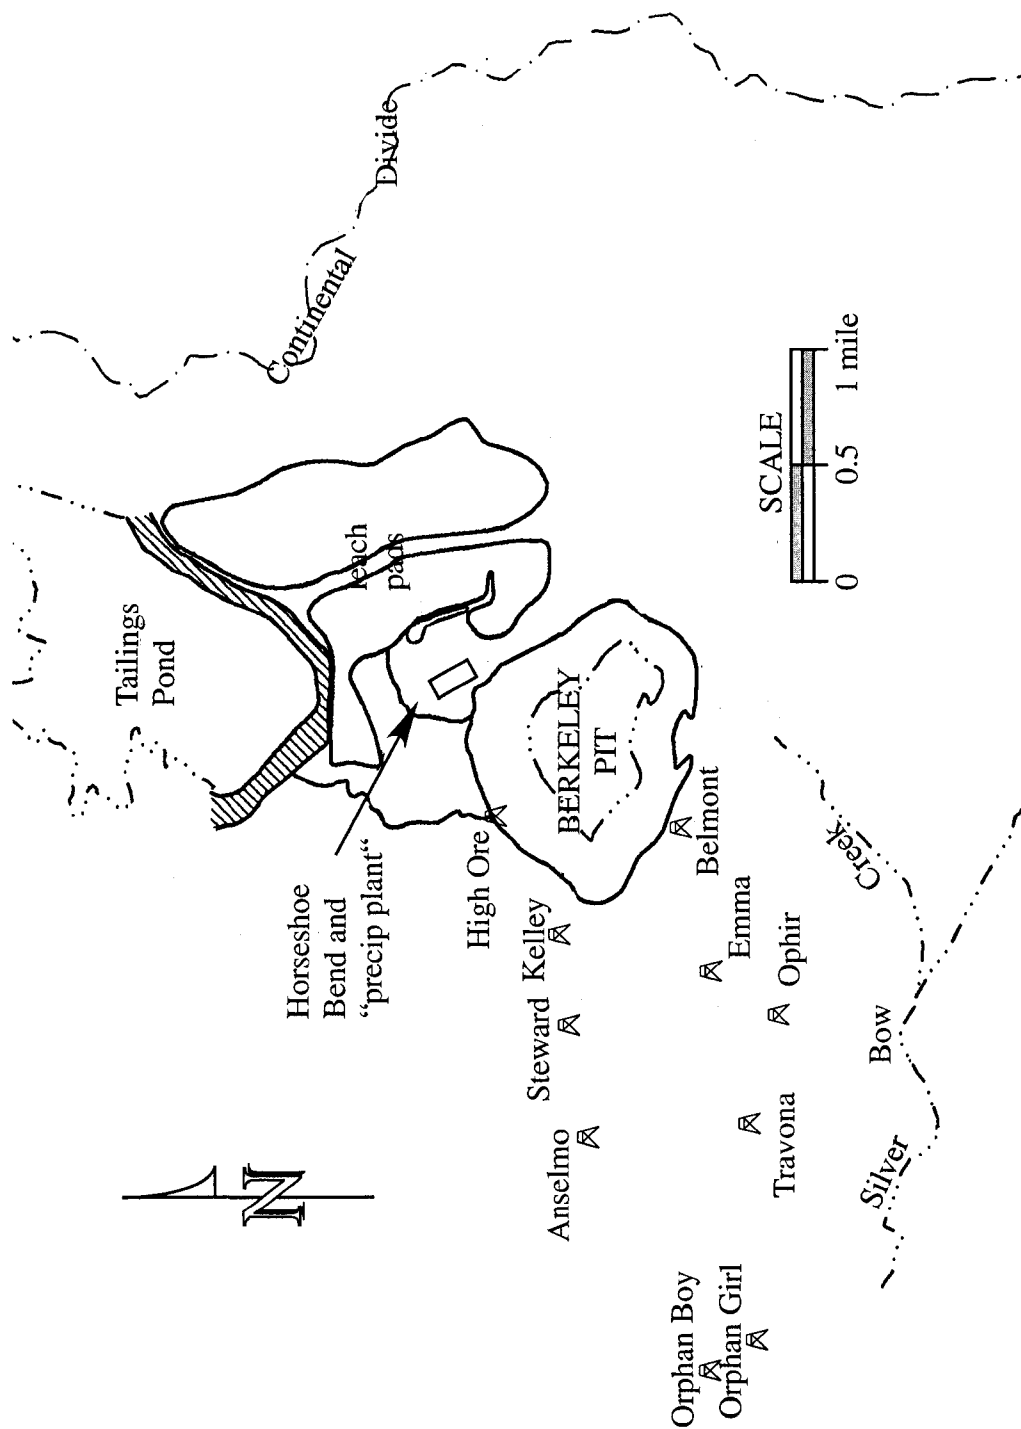 Tailings
Pond
N
Horseshoe
Bend and
“precip plant“
Continental
Divide
leach
pads
High Ore
Kelley
Steward
Anselmo
BERKELEY
PIT
Orphan Boy
Orphan Girl
Belmont
Emma
Ophir
Travona
SCALE
0 0.5 1 mile
Silver
Bow
Creek